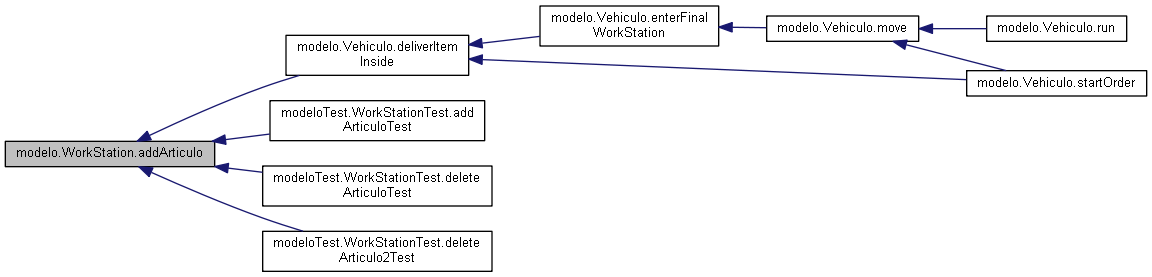 modelo.WorkStation.addArticulo
modelo.Vehiculo.deliverItem
Inside
modelo.Vehiculo.enterFinal
WorkStation
modelo.Vehiculo.move
modelo.Vehiculo.run
modelo.Vehiculo.startOrder
modeloTest.WorkStationTest.add
ArticuloTest
modeloTest.WorkStationTest.delete
ArticuloTest
modeloTest.WorkStationTest.delete
Articulo2Test